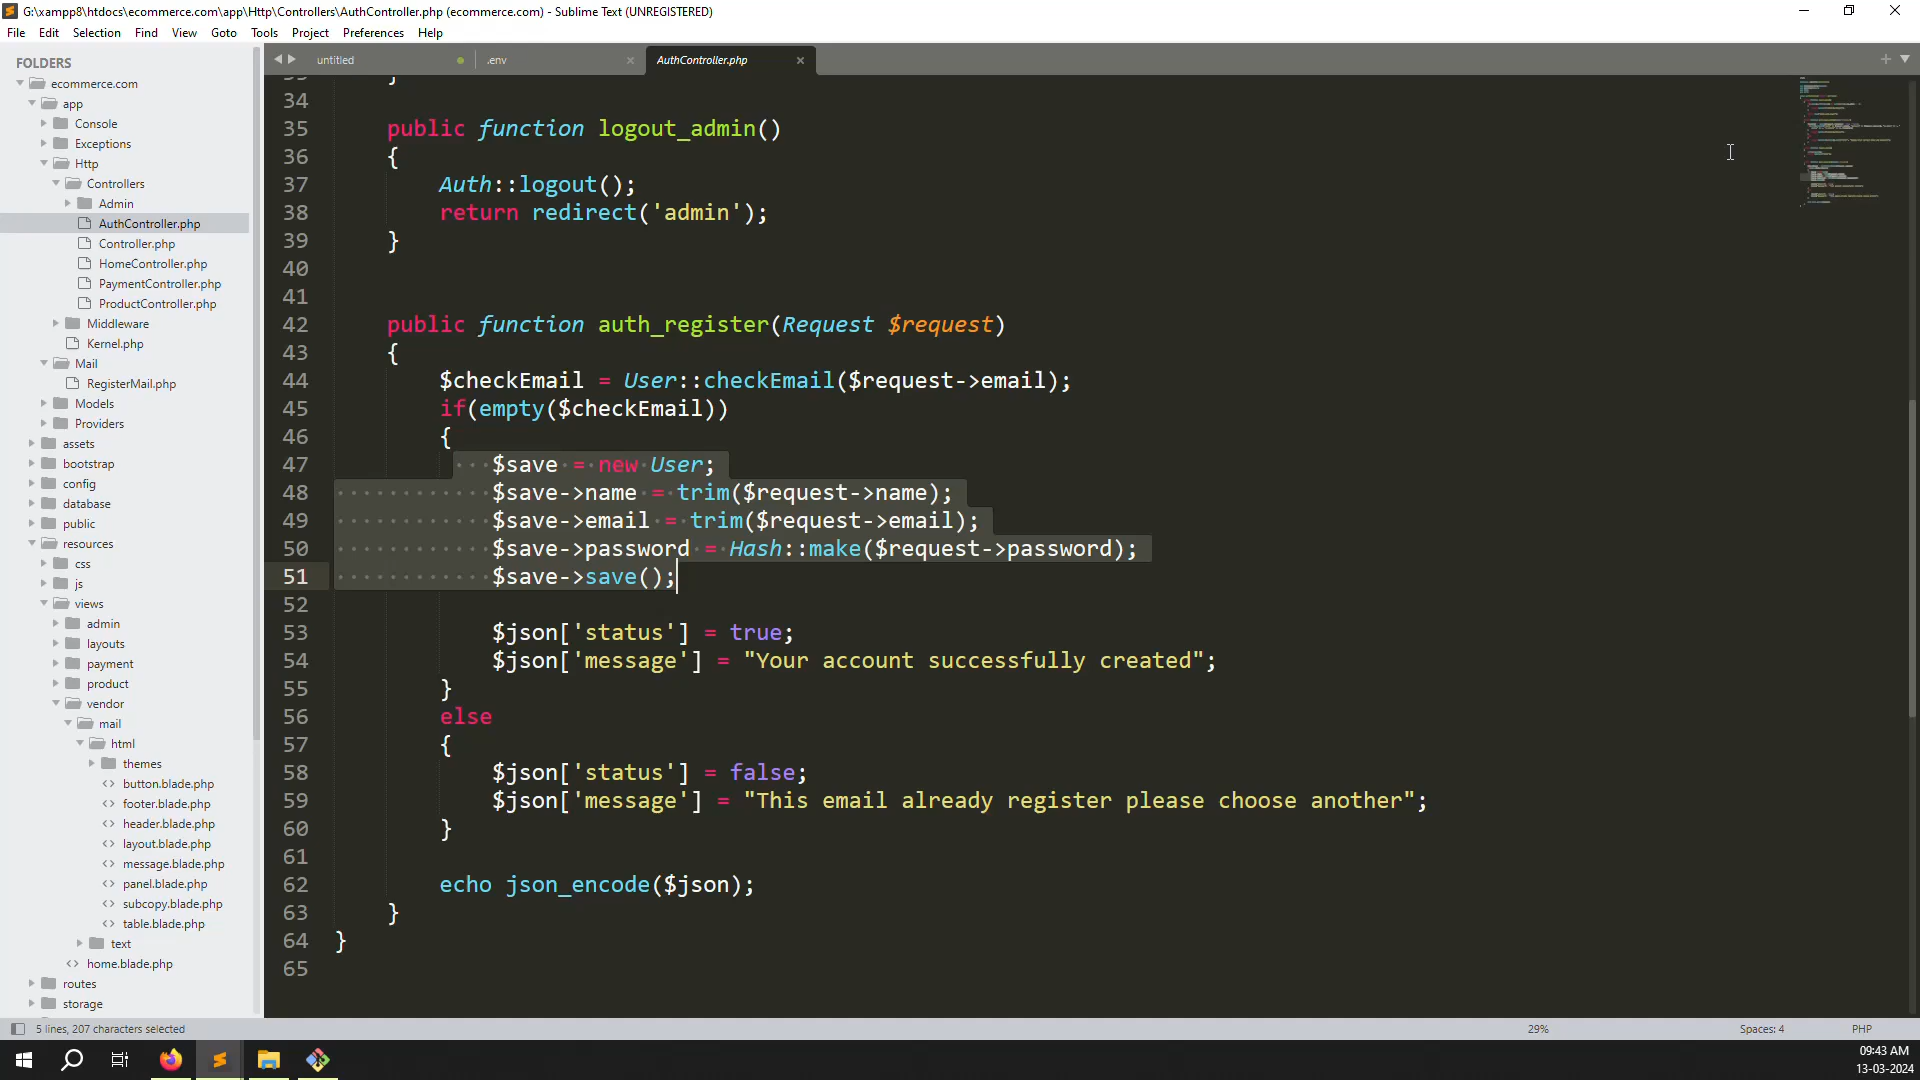 G:\xampp8\htdocs\ecommerce.com\app\Http\Controllers\AuthController.php (ecommerce.com) - Sublime Text (UNREGISTERED)
File Edit Selection Find View Goto Tools Project Preferences Help
FOLDERS
ecommerce.com
app
Console
Exceptions
Http
Controllers
Admin
AuthController.php
Controller.php
HomeController.php
PaymentController.php
ProductController.php
Middleware
Kernel.php
Mail
RegisterMail.php
Models
Providers
assets
bootstrap
config
database
public
resources
css
js
views
admin
layouts
payment
product
vendor
mail
html
themes
button.blade.php
footer.blade.php
header.blade.php
layout.blade.php
message.blade.php
panel.blade.php
subcopy.blade.php
table.blade.php
text
home.blade.php
routes
storage
untitled .env AuthController.php
33 }
34
35 public function logout_admin()
36 {
37 Auth::logout();
38 return redirect('admin');
39 }
40
41
42 public function auth_register(Request $request)
43 {
44 $checkEmail = User::checkEmail($request->email);
45 if(empty($checkEmail))
46 {
47 $save = new User;
48 $save->name = trim($request->name);
49 $save->email = trim($request->email);
50 $save->password = Hash::make($request->password);
51 $save->save();
52
53 $json['status'] = true;
54 $json['message'] = "Your account successfully created";
55 }
56 else
57 {
58 $json['status'] = false;
59 $json['message'] = "This email already register please choose another";
60 }
61
62 echo json_encode($json);
63 }
64 }
65
5 lines, 207 characters selected 29% Spaces: 4 PHP
09:43 AM
13-03-2024